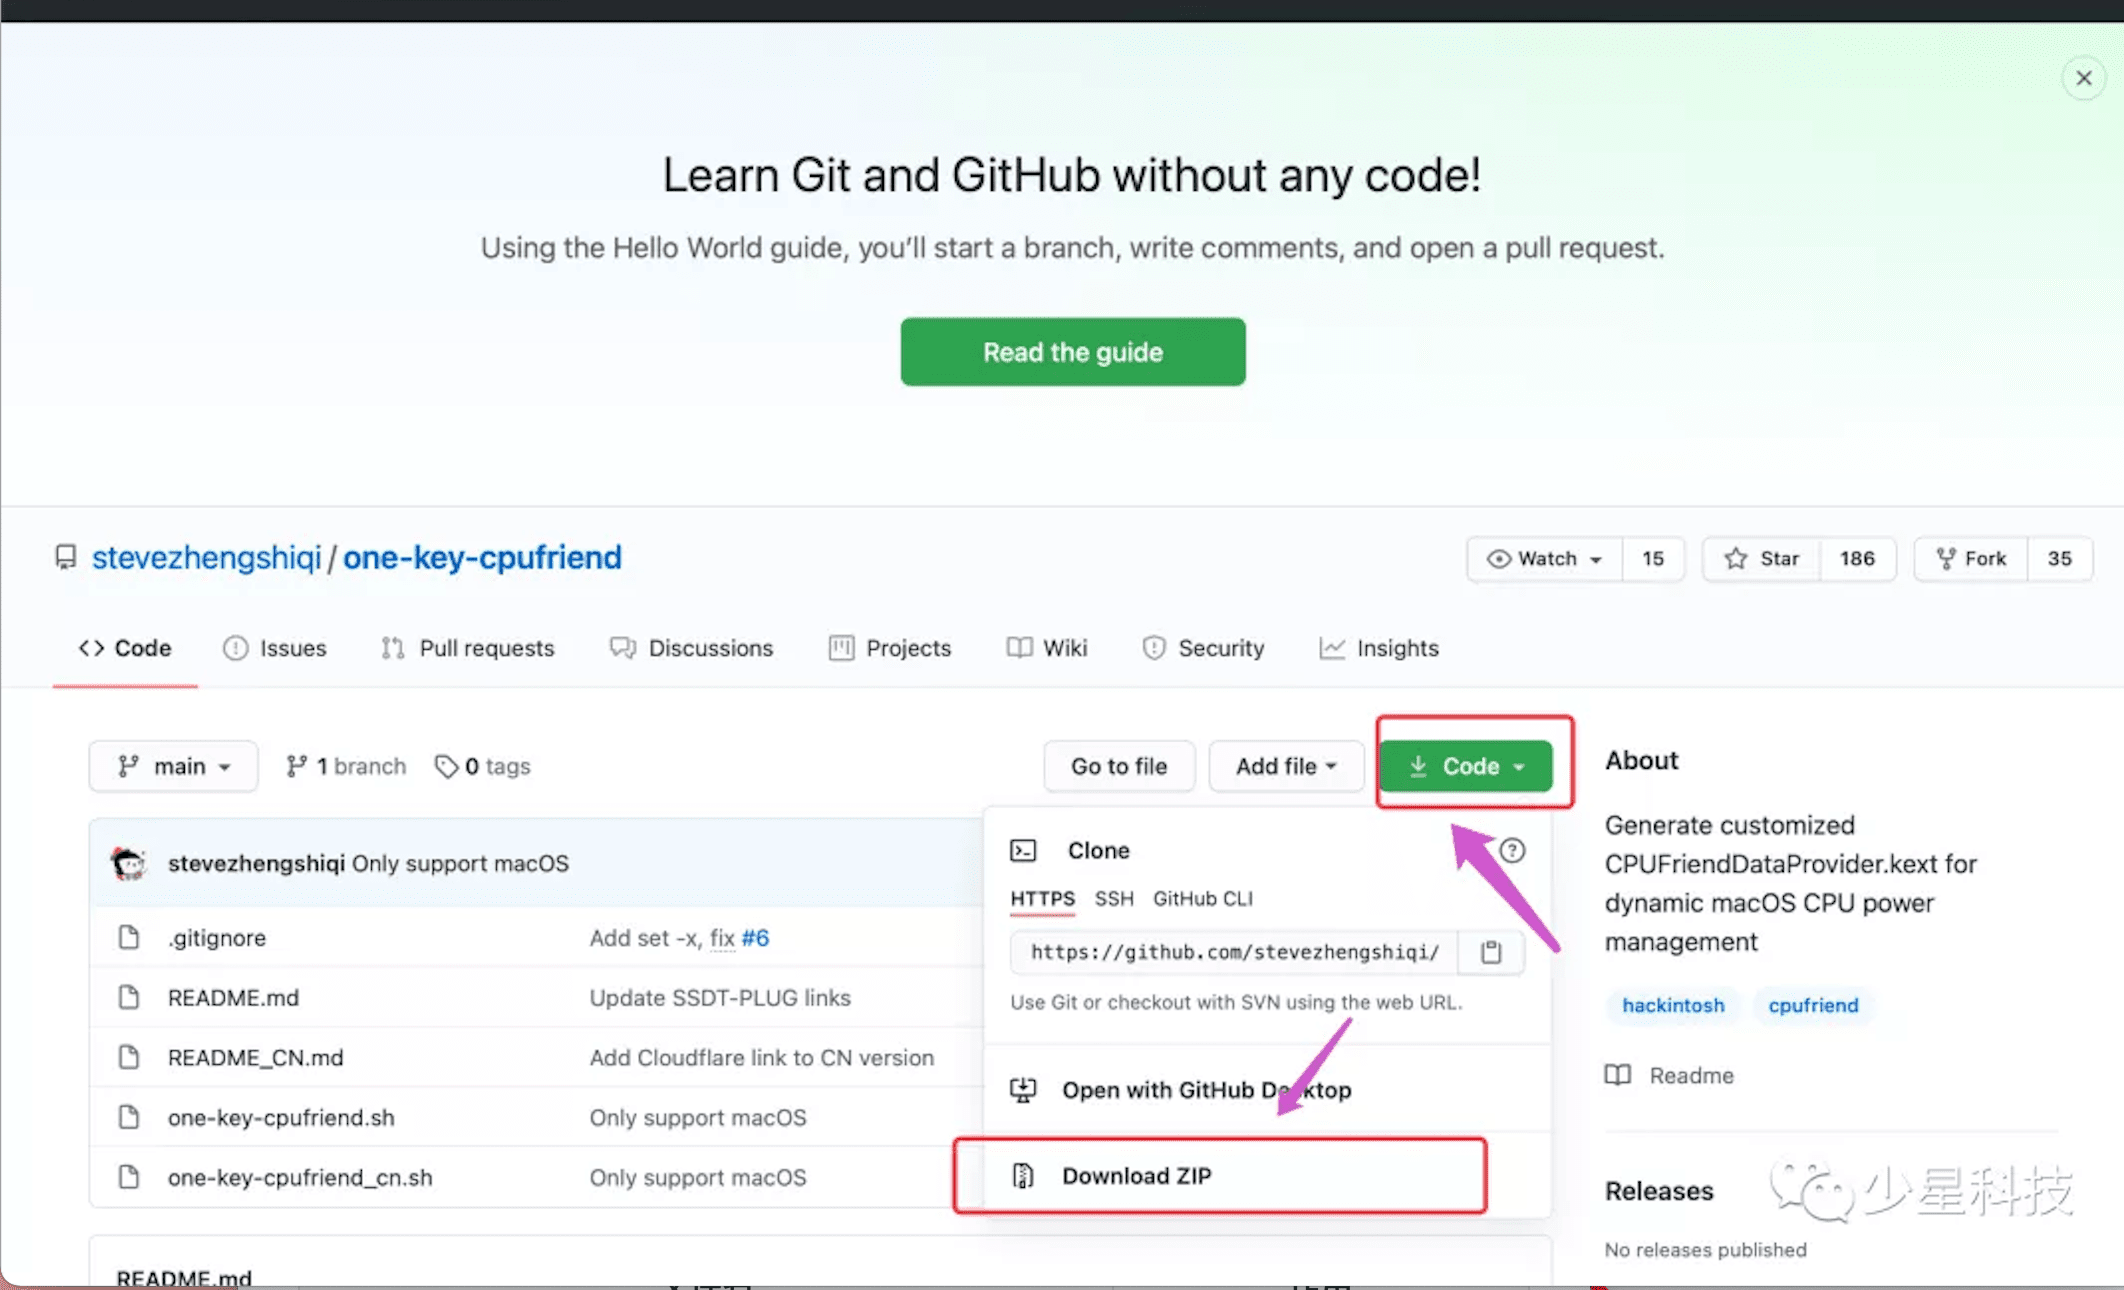 Learn Git and GitHub without any code!
Using the Hello World guide, you’ll start a branch, write comments, and open a pull request.
Read the guide
stevezhengshiqi / one-key-cpufriend
Watch 15 Star 186 Fork 35
Code Issues Pull requests Discussions Projects Wiki Security Insights
main 1 branch 0 tags Go to file Add file Code
stevezhengshiqi Only support macOS
.gitignore Add set -x, fix #6
README.md Update SSDT-PLUG links
README_CN.md Add Cloudflare link to CN version
one-key-cpufriend.sh Only support macOS
one-key-cpufriend_cn.sh Only support macOS
README.md
Clone
HTTPS SSH GitHub CLI
https://github.com/stevezhengshiqi/
Use Git or checkout with SVN using the web URL.
Open with GitHub Desktop
Download ZIP
About
Generate customized
CPUFriendDataProvider.kext for
dynamic macOS CPU power
management
hackintosh cpufriend
Readme
Releases
No releases published
少星科技